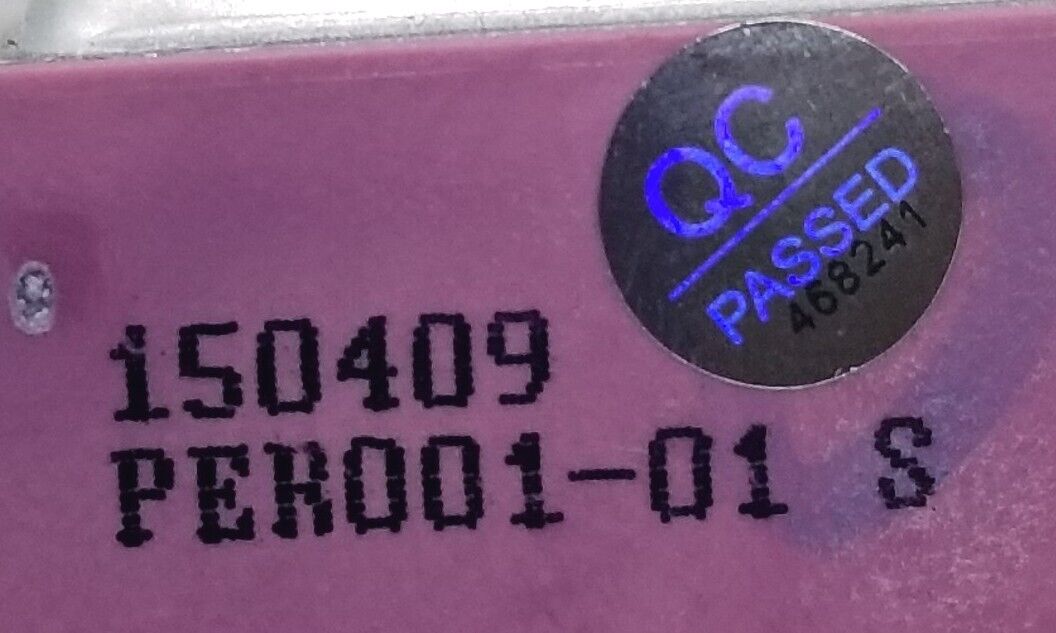 QC
PASSED
468241
150409
PER001-01 S